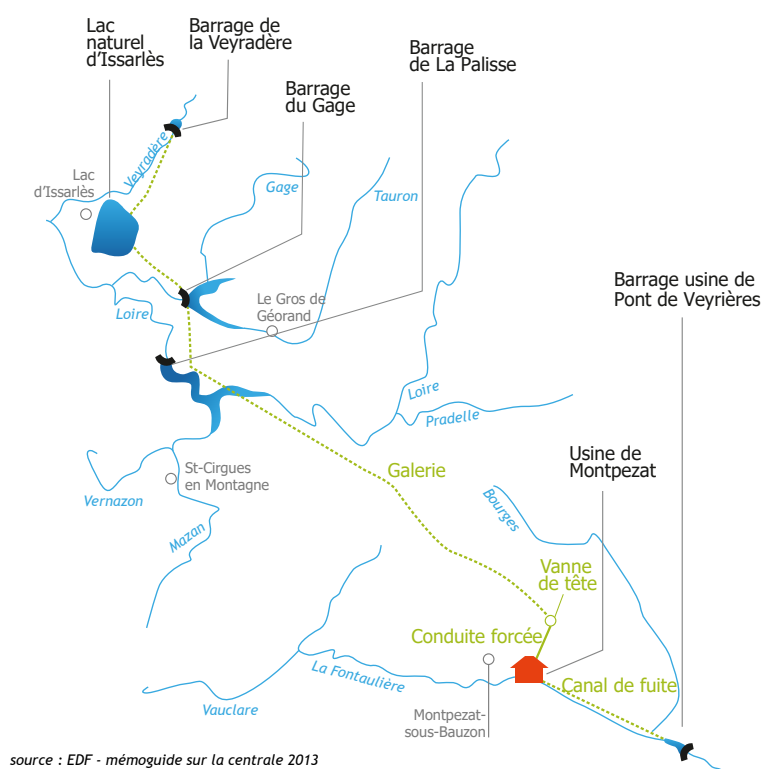 Lac
naturel
d'Issarlès
Barrage de
la Veyradère
Barrage
de La Palisse
Barrage
du Gage
Veyradère
Lac
d'Issarlès
Gage
Tauron
Barrage usine de
Pont de Veyrières
Le Gros de
Géorand
Loire
Loire
Pradelle
Usine de
Montpezat
St-Cirgues
en Montagne
Galerie
Vernazon
Bourges
Mazan
Vanne
de tête
Conduite forcée
La Fontaulière
Canal de fuite
Vauclare
Montpezat-
sous-Bauzon
source : EDF - mémoguide sur la centrale 2013